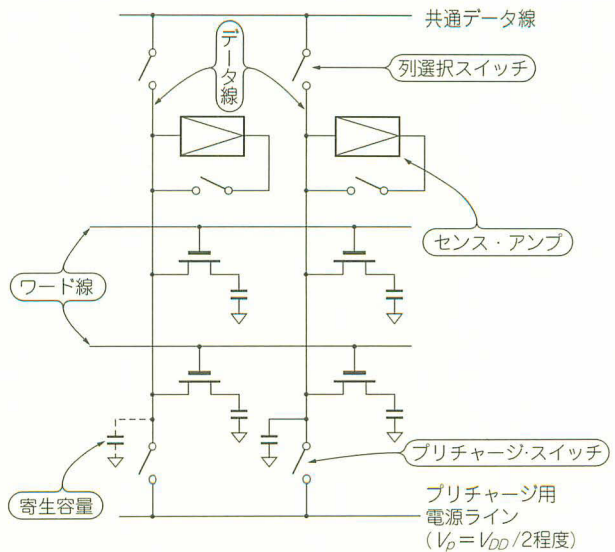 共通データ線
データ線
列選択スイッチ
センス・アンプ
ワード線
プリチャージ・スイッチ
寄生容量
プリチャージ用
電源ライン
(Vp=VDD/2程度)